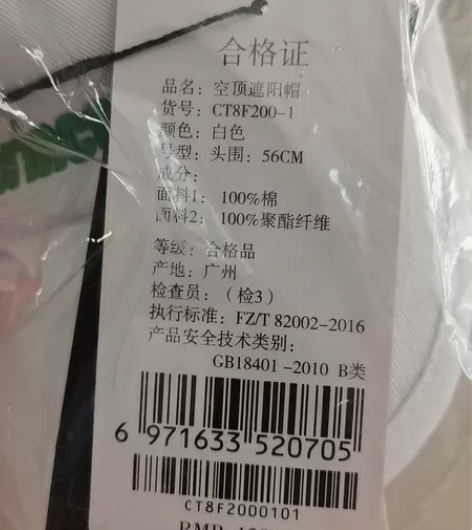 合格证
品名：空顶遮阳帽
货号：CT8F200-1
颜色：白色
号型：头围：56CM
成分：
面料1：100%棉
面料2：100%聚酯纤维
等级：合格品
产地：广州
检查员：（检3）
执行标准：FZ/T 82002-2016
产品安全技术类别：
GB18401-2010 B类
6 971633 520705
CT8F2000101